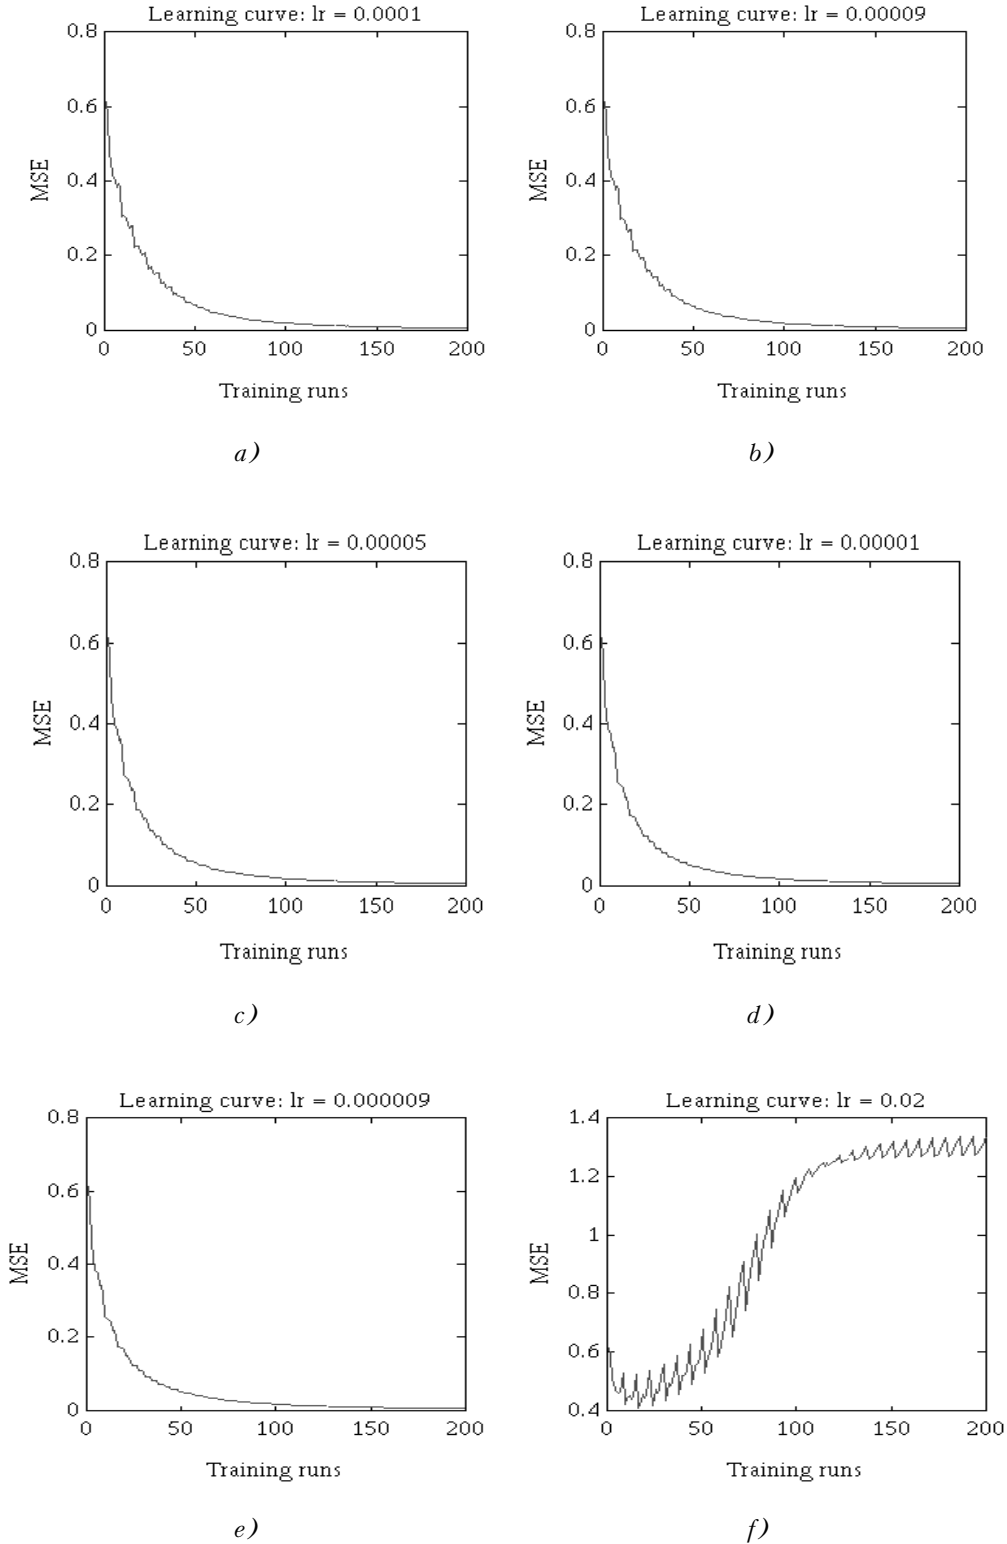 Learning curve: lr = 0.0001
0.8
0.6
0.4
0.2
0
MSE
0 50 100 150 200
Training runs
a)
Learning curve: lr = 0.00009
0.8
0.6
0.4
0.2
0
MSE
0 50 100 150 200
Training runs
b)
Learning curve: lr = 0.00005
0.8
0.6
0.4
0.2
0
MSE
0 50 100 150 200
Training runs
c)
Learning curve: lr = 0.00001
0.8
0.6
0.4
0.2
0
MSE
0 50 100 150 200
Training runs
d)
Learning curve: lr = 0.000009
0.8
0.6
0.4
0.2
0
MSE
0 50 100 150 200
Training runs
e)
Learning curve: lr = 0.02
1.4
1.2
1
0.8
0.6
0.4
MSE
0 50 100 150 200
Training runs
f)